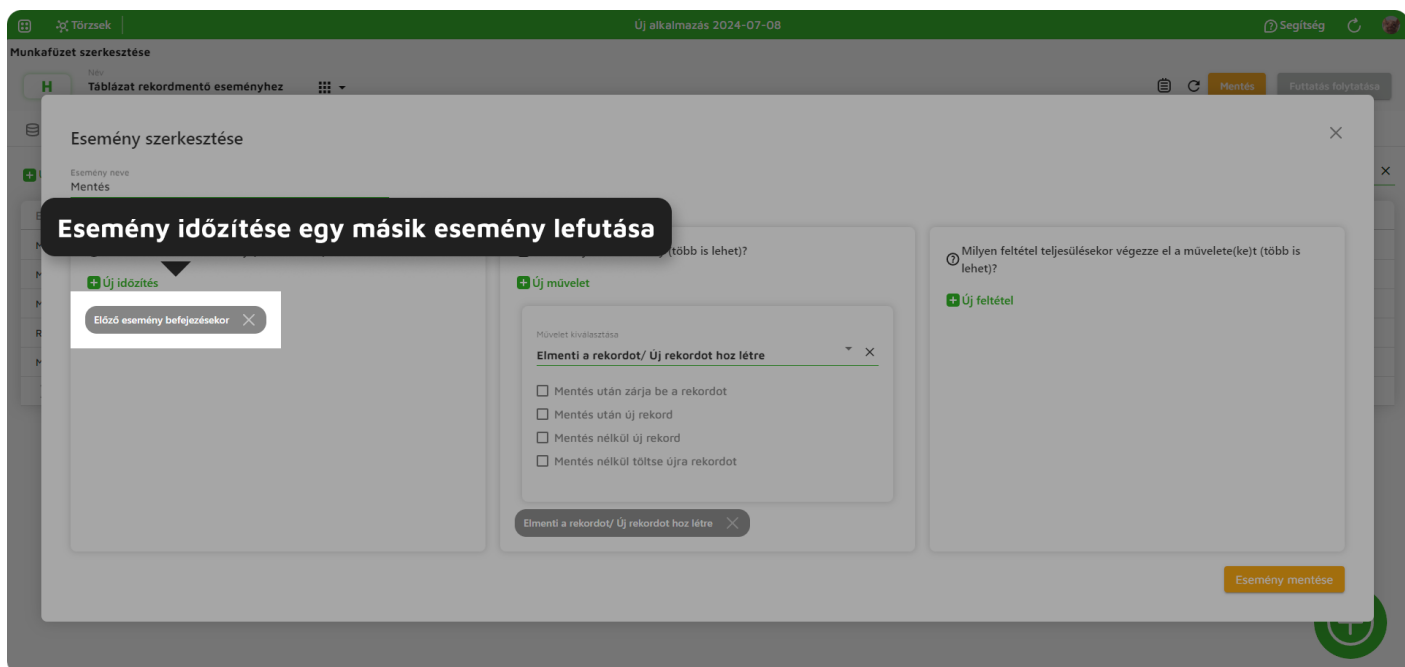 Törzsek
Új alkalmazás 2024-07-08
Segítség
Munkafüzet szerkesztése
H
Név
Táblázat rekordmentő eseményhez
Mentés
Futtatás folytatása
Esemény szerkesztése
Esemény neve
Mentés
Esemény időzítése egy másik esemény lefutása
(több is lehet)?
Milyen feltétel teljesülésekor végezze el a művelete(ke)t (több is
lehet)?
Új időzítés
Új művelet
Új feltétel
Előző esemény befejezésekor
Művelet kiválasztása
Elmenti a rekordot/ Új rekordot hoz létre
Mentés után zárja be a rekordot
Mentés után új rekord
Mentés nélkül új rekord
Mentés nélkül töltse újra rekordot
Elmenti a rekordot/ Új rekordot hoz létre
Esemény mentése